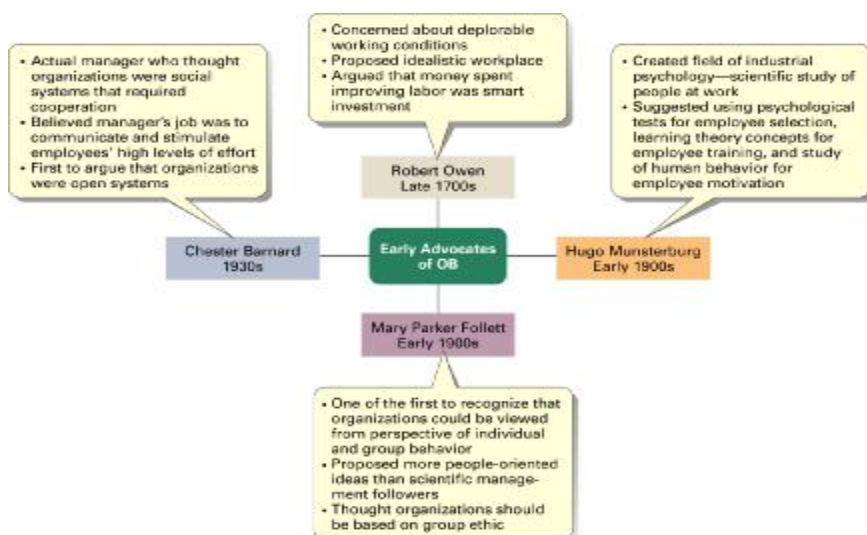 • Concerned about deplorable
working conditions
• Proposed idealistic workplace
• Argued that money spent
improving labor was smart
investment
• Actual manager who thought
organizations were social
systems that required
cooperation
• Believed manager's job was to
communicate and stimulate
employees' high levels of effort
• First to argue that organizations
were open systems
• Created field of industrial
psychology—scientific study of
people at work
• Suggested using psychological
tests for employee selection,
learning theory concepts for
employee training, and study
of human behavior for
employee motivation
Robert Owen
Late 1700s
Chester Barnard
1930s
Early Advocates
of OB
Hugo Munsterburg
Early 1900s
Mary Parker Follett
Early 1900s
• One of the first to recognize that
organizations could be viewed
from perspective of individual
and group behavior
• Proposed more people-oriented
ideas than scientific manage-
ment followers
• Thought organizations should
be based on group ethic